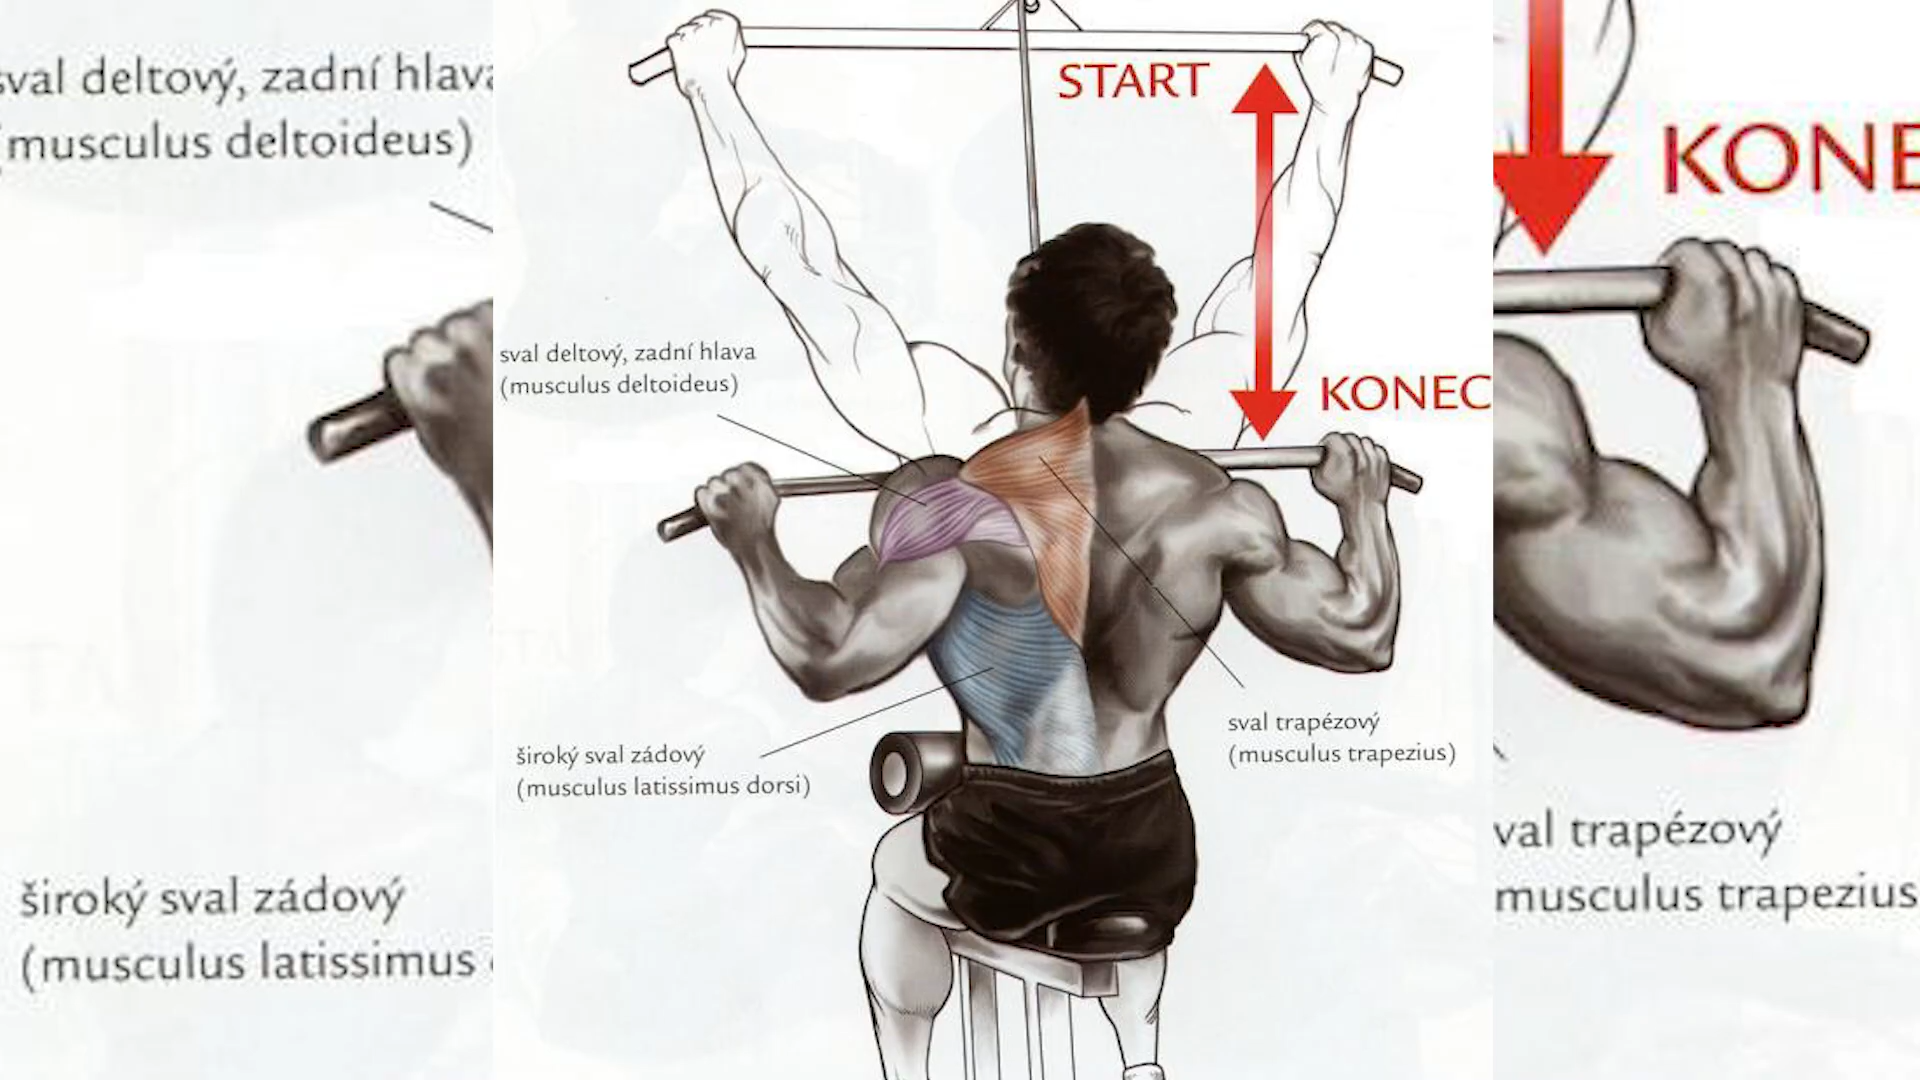 sval deltový, zadní hlava
(musculus deltoideus)
široký sval zádový
(musculus latissimus
START
KONEC
sval deltový, zadní hlava
(musculus deltoideus)
široký sval zádový
(musculus latissimus dorsi)
sval trapézový
(musculus trapezius)
KONE
val trapézový
musculus trapezius